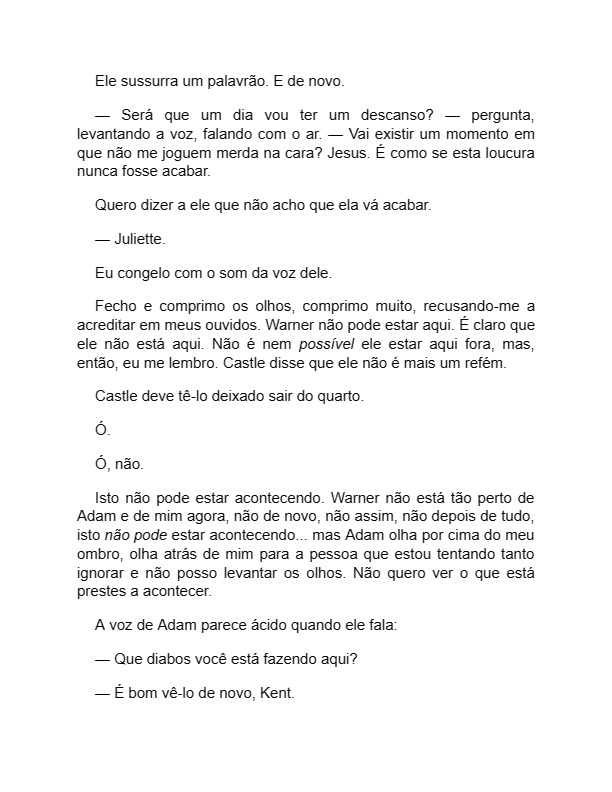 Ele sussurra um palavrão. E de novo.
— Será que um dia vou ter um descanso? — pergunta,
levantando a voz, falando com o ar. — Vai existir um momento em
que não me joguem merda na cara? Jesus. É como se esta loucura
nunca fosse acabar.
Quero dizer a ele que não acho que ela vá acabar.
— Juliette.
Eu congelo com o som da voz dele.
Fecho e comprimo os olhos, comprimo muito, recusando-me a
acreditar em meus ouvidos. Warner não pode estar aqui. É claro que
ele não está aqui. Não é nem possível ele estar aqui fora, mas,
então, eu me lembro. Castle disse que ele não é mais um refém.
Castle deve tê-lo deixado sair do quarto.
Ó.
Ó, não.
Isto não pode estar acontecendo. Warner não está tão perto de
Adam e de mim agora, não de novo, não assim, não depois de tudo,
isto não pode estar acontecendo... mas Adam olha por cima do meu
ombro, olha atrás de mim para a pessoa que estou tentando tanto
ignorar e não posso levantar os olhos. Não quero ver o que está
prestes a acontecer.
A voz de Adam parece ácido quando ele fala:
— Que diabos você está fazendo aqui?
— É bom vê-lo de novo, Kent.